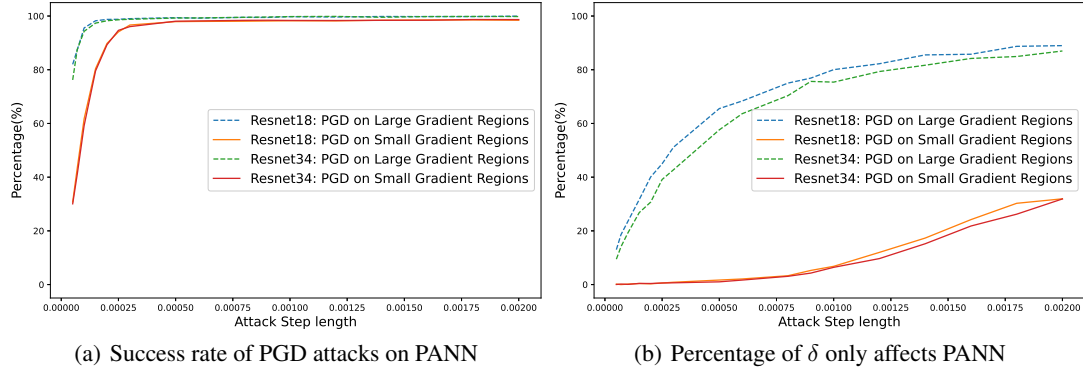 100
80
60
40
20
0
Percentage(%)
Resnet18: PGD on Large Gradient Regions
Resnet18: PGD on Small Gradient Regions
Resnet34: PGD on Large Gradient Regions
Resnet34: PGD on Small Gradient Regions
0.00000 0.00025 0.00050 0.00075 0.00100 0.00125 0.00150 0.00175 0.00200
Attack Step length
(a) Success rate of PGD attacks on PANN
100
80
60
40
20
0
Percentage(%)
Resnet18: PGD on Large Gradient Regions
Resnet18: PGD on Small Gradient Regions
Resnet34: PGD on Large Gradient Regions
Resnet34: PGD on Small Gradient Regions
0.00000 0.00025 0.00050 0.00075 0.00100 0.00125 0.00150 0.00175 0.00200
Attack Step length
(b) Percentage of δ only affects PANN